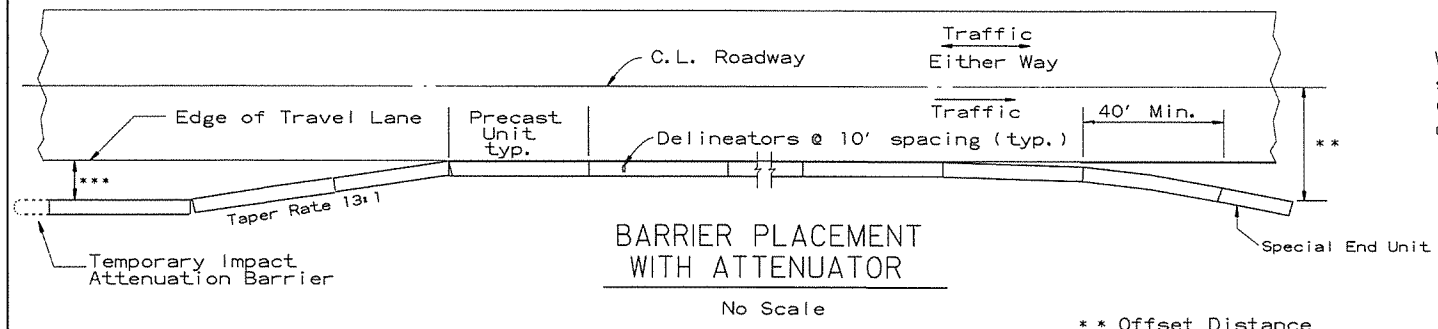 Traffic
Either Way
C.L. Roadway
Traffic
Edge of Travel Lane
Precast
Unit
typ.
Delineators @ 10' spacing (typ.)
40' Min.
**
***
Taper Rate 13:1
Temporary Impact
Attenuation Barrier
BARRIER PLACEMENT
WITH ATTENUATOR
No Scale
Special End Unit
** Offset Distance